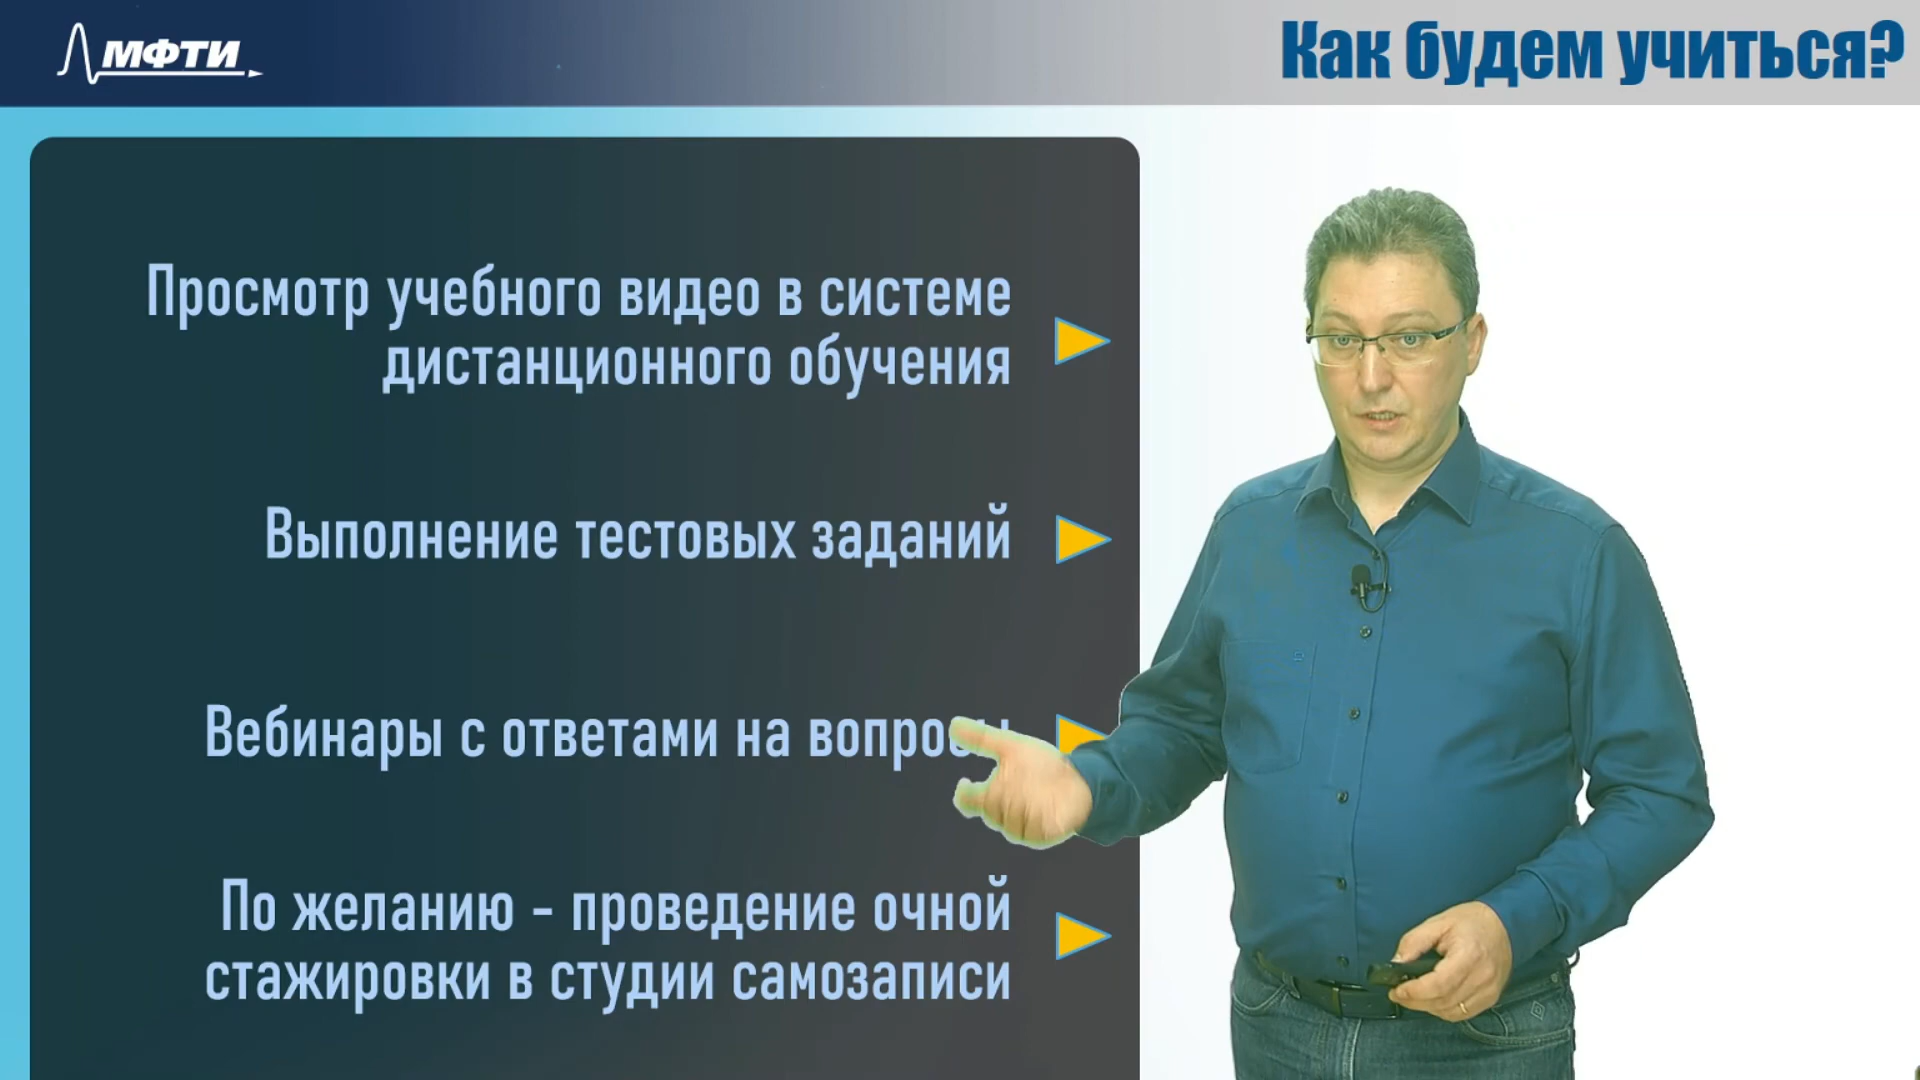 МФТИ
Как будем учиться?
Просмотр учебного видео в системе
дистанционного обучения
Выполнение тестовых заданий
Вебинары с ответами на вопросы
По желанию - проведение очной
стажировки в студии самозаписи